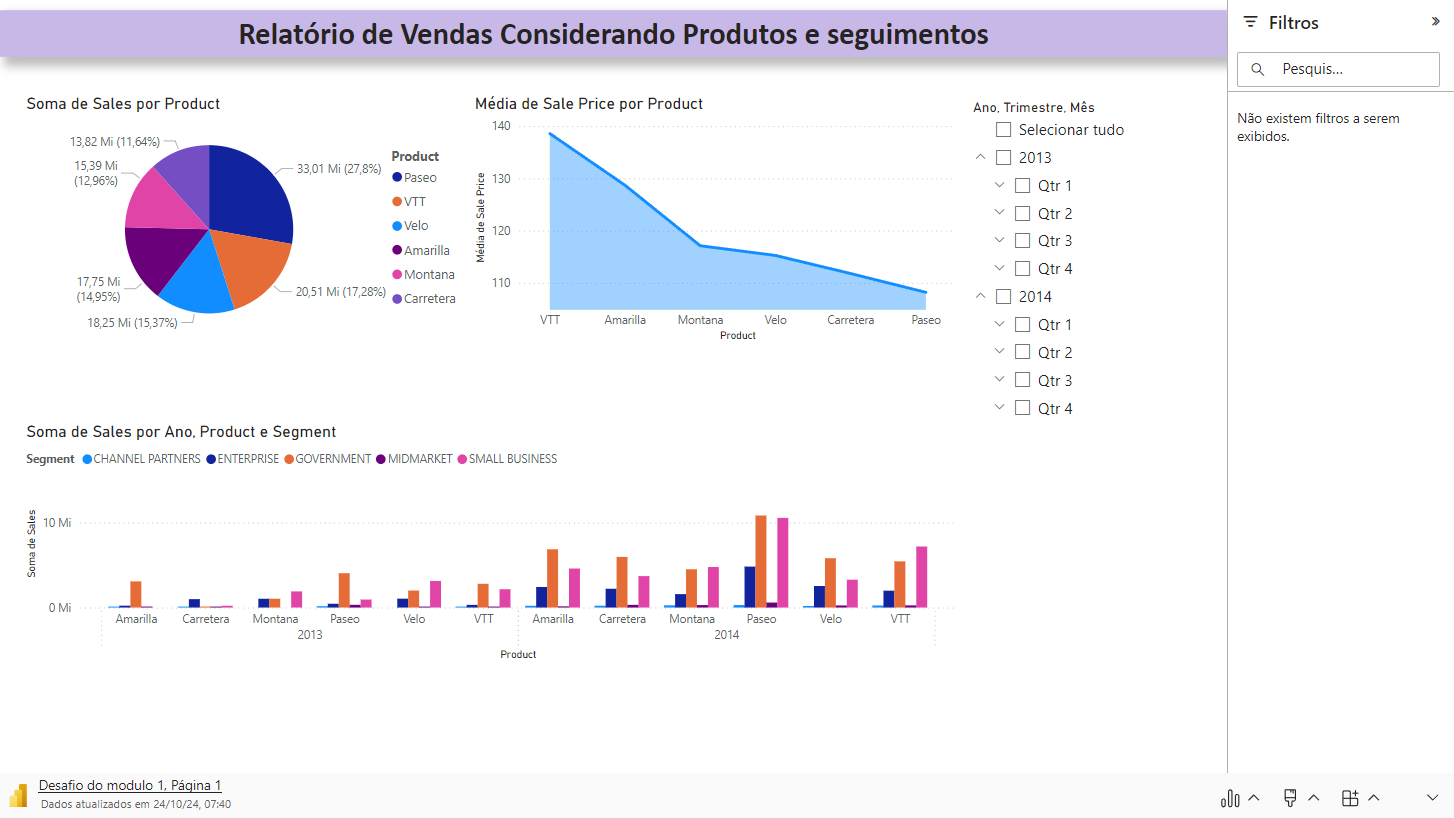 Relatório de Vendas Considerando Produtos e seguimentos
Soma de Sales por Product
13,82 Mi (11,64%)
15,39 Mi
(12,96%)
17,75 Mi
(14,95%)
18,25 Mi (15,37%)
33,01 Mi (27,8%)
20,51 Mi (17,28%)
Product
Paseo
VTT
Velo
Amarilla
Montana
Carretera
Média de Sale Price por Product
Média de Sale Price
140
130
120
110
VTT Amarilla Montana Velo Carretera Paseo
Product
Ano, Trimestre, Mês
Selecionar tudo
2013
Qtr 1
Qtr 2
Qtr 3
Qtr 4
2014
Qtr 1
Qtr 2
Qtr 3
Qtr 4
Soma de Sales por Ano, Product e Segment
Segment CHANNEL PARTNERS ENTERPRISE GOVERNMENT MIDMARKET SMALL BUSINESS
Soma de Sales
10 Mi
0 Mi
Amarilla Carretera Montana Paseo Velo VTT Amarilla Carretera Montana Paseo Velo VTT
2013 2014
Product
Filtros
Pesquis...
Não existem filtros a serem
exibidos.
Desafio do modulo 1, Página 1
Dados atualizados em 24/10/24, 07:40